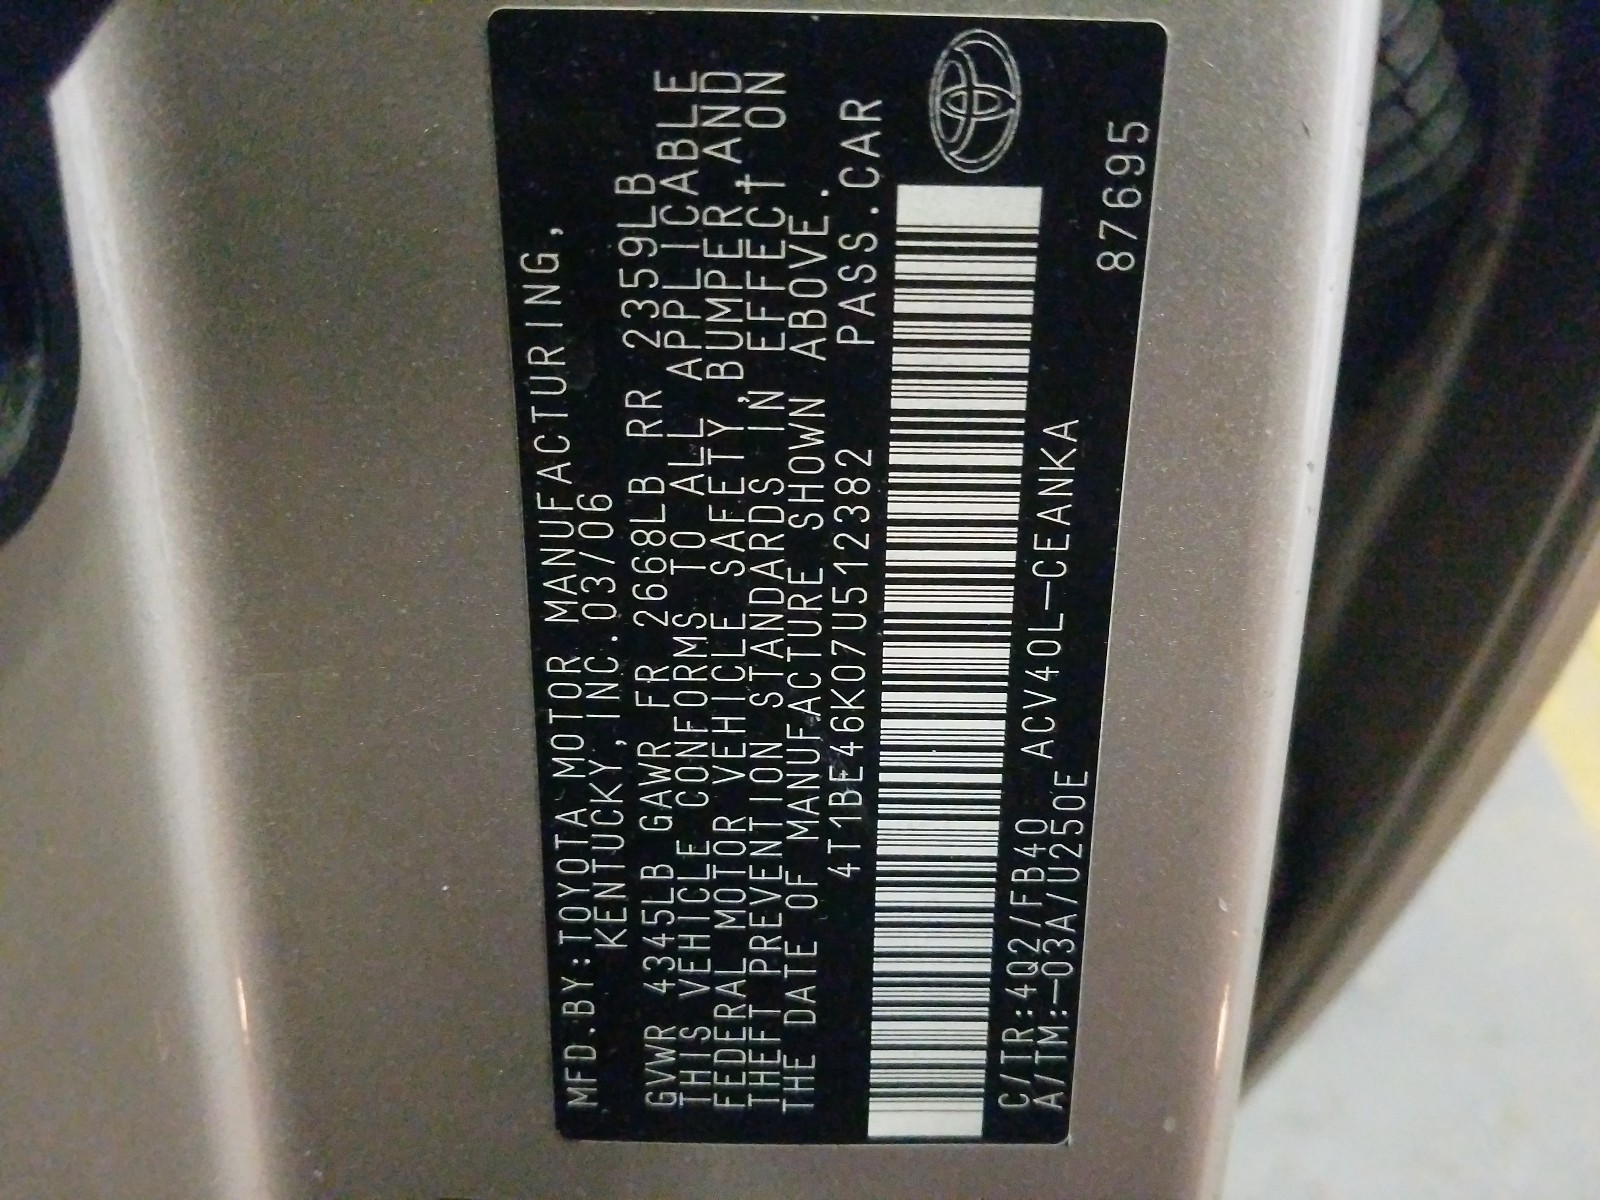 MFD.BY:TOYOTA MOTOR MANUFACTURING,
KENTUCKY,INC.03/06
GVWR 4345LB GAWR FR 2668LB RR 2359LB
THIS VEHICLE CONFORMS TO ALL APPLICABLE
FEDERAL MOTOR VEHICLE SAFETY,BUMPER,AND
THEFT PREVENTION STANDARDS IN EFFECT ON
THE DATE OF MANUFACTURE SHOWN ABOVE.
4T1BE46K07U512382 PASS.CAR
C/TR:4Q2/FB40 ACV40L-CEANKA
A/TM:-03A/U250E 87695